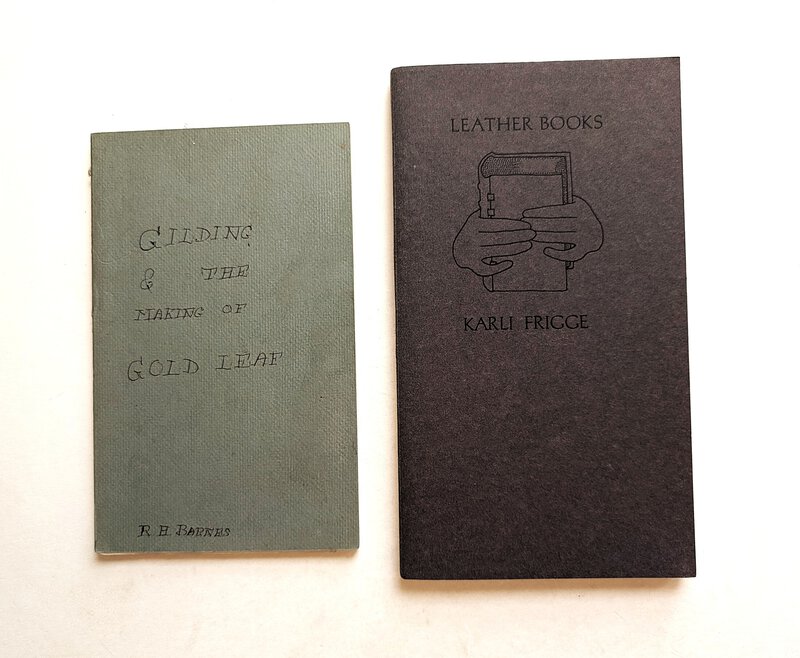 GILDING
& THE
MAKING OF
GOLD LEAF
R H BARNES
LEATHER BOOKS
KARLI FRIGGE